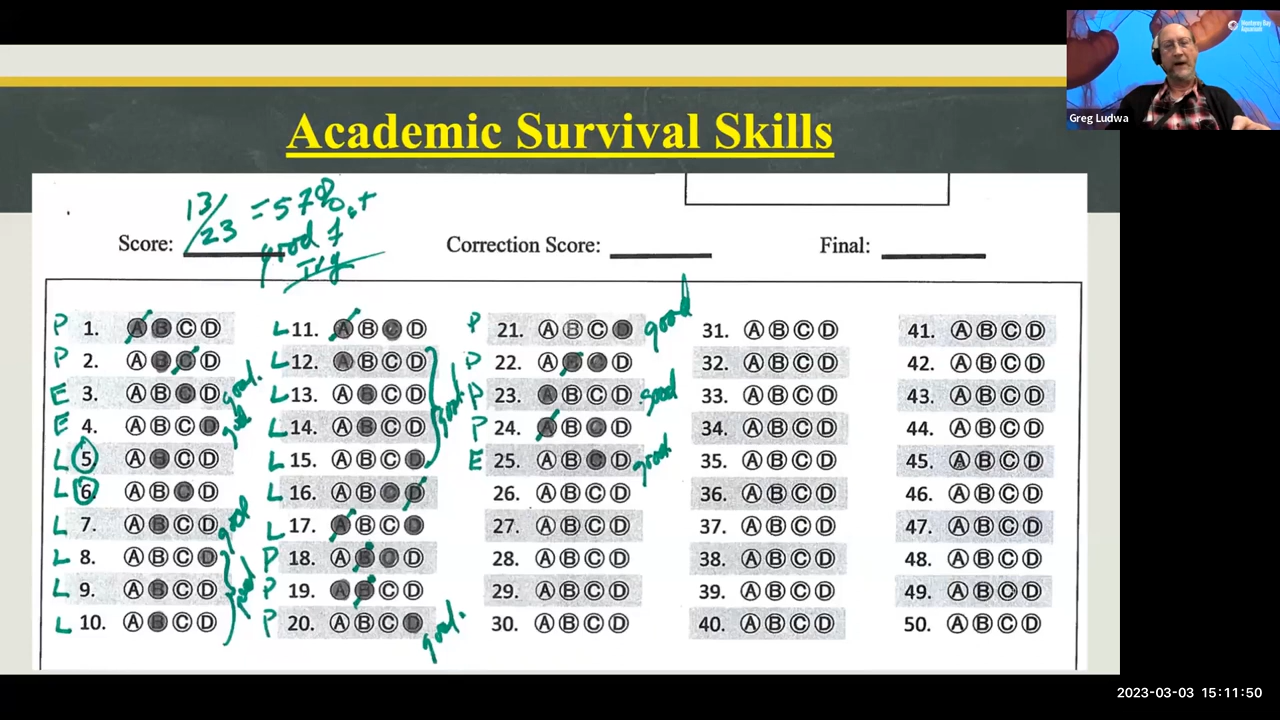 Monterey Bay
Aquarium
Greg Ludwa
Academic Survival Skills
13/23 = 57%
good try
Score:
Correction Score:
Final:
P 1. A B C D
P 2. A B C D
E 3. A B C D good.
E 4. A B C D good
L 5. A B C D
L 6. A B C D
L 7. A B C D good
L 8. A B C D
L 9. A B C D good
L 10. A B C D
L 11. A B C D
L 12. A B C D
L 13. A B C D good
L 14. A B C D
L 15. A B C D
L 16. A B C D
L 17. A B C D
P 18. A B C D
P 19. A B C D
P 20. A B C D good.
P 21. A B C D good
P 22. A B C D
P 23. A B C D good
P 24. A B C D
E 25. A B C D good.
26. A B C D
27. A B C D
28. A B C D
29. A B C D
30. A B C D
31. A B C D
32. A B C D
33. A B C D
34. A B C D
35. A B C D
36. A B C D
37. A B C D
38. A B C D
39. A B C D
40. A B C D
41. A B C D
42. A B C D
43. A B C D
44. A B C D
45. A B C D
46. A B C D
47. A B C D
48. A B C D
49. A B C D
50. A B C D
2023-03-03 15:11:50